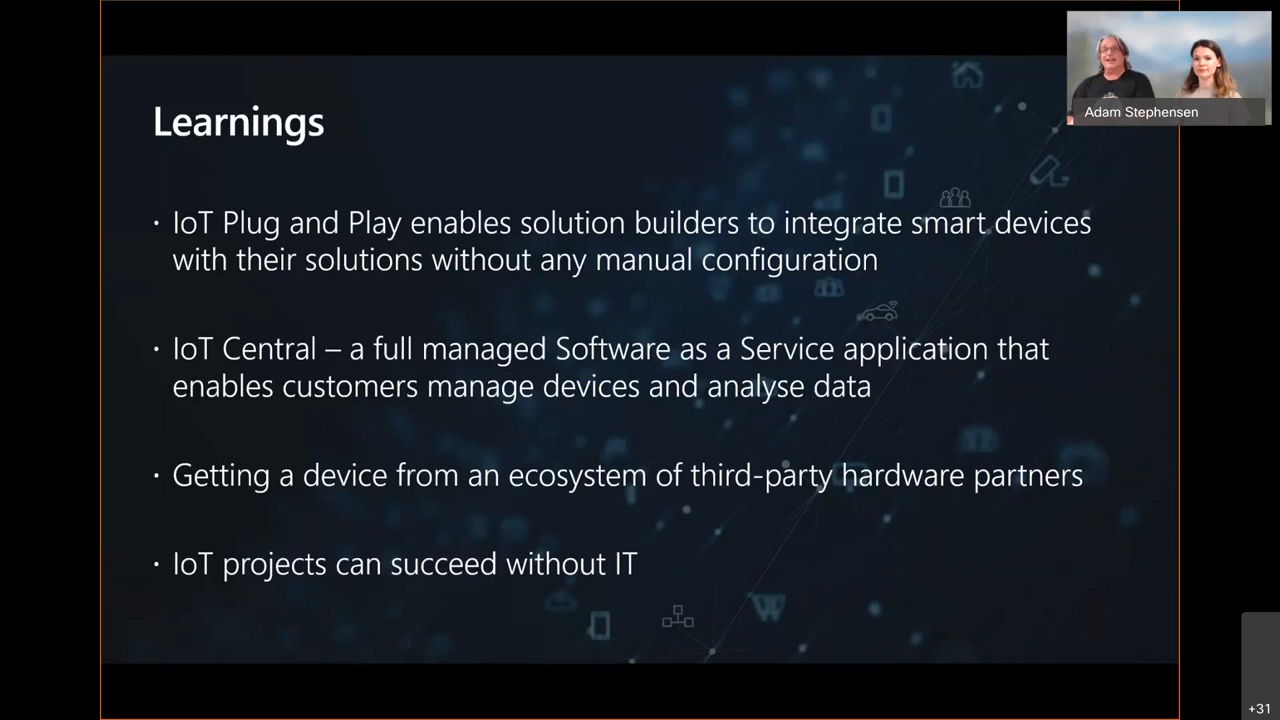 Learnings
Adam Stephensen
• IoT Plug and Play enables solution builders to integrate smart devices
with their solutions without any manual configuration
• IoT Central – a full managed Software as a Service application that
enables customers manage devices and analyse data
• Getting a device from an ecosystem of third-party hardware partners
• IoT projects can succeed without IT
+31